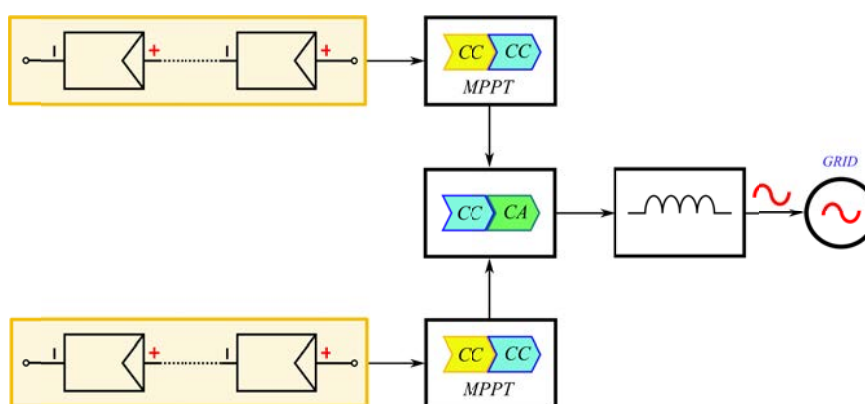 - + - +
CC CC
MPPT
GRID
CC CA
- + - +
CC CC
MPPT